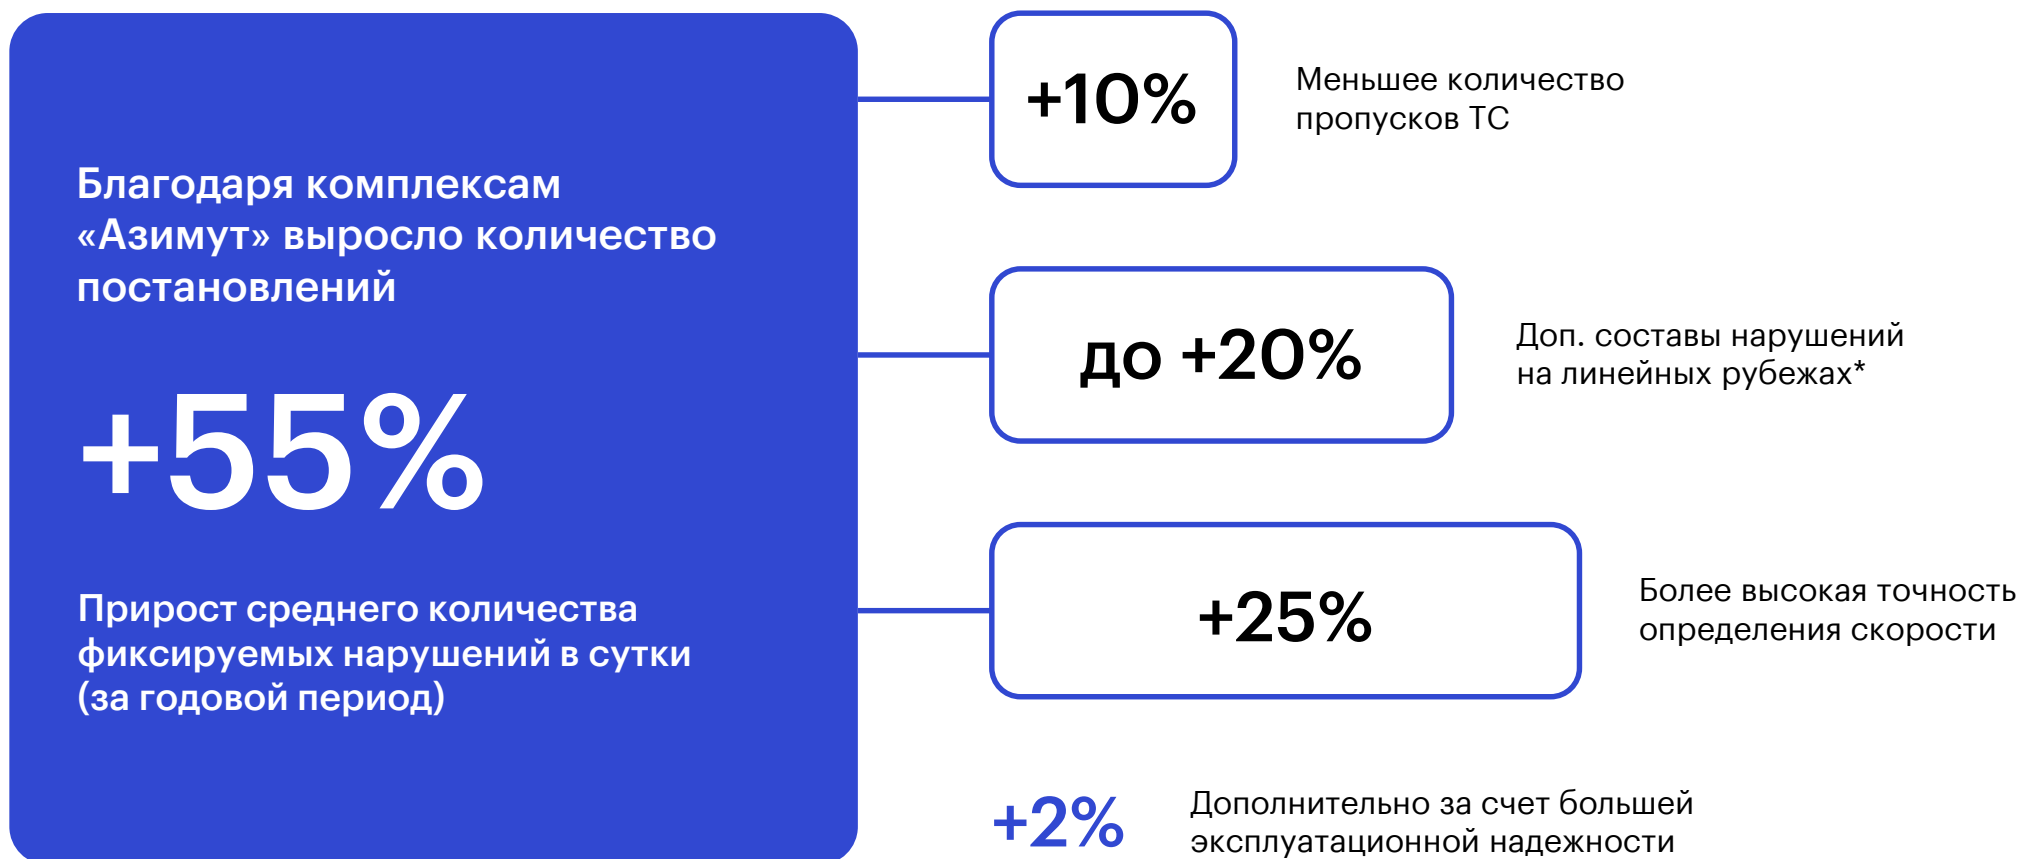 Благодаря комплексам
«Азимут» выросло количество
постановлений
+55%
Прирост среднего количества
фиксируемых нарушений в сутки
(за годовой период)
+10%
Меньшее количество
пропусков ТС
до +20%
Доп. составы нарушений
на линейных рубежах*
+25%
Более высокая точность
определения скорости
+2%
Дополнительно за счет большей
эксплуатационной надежности